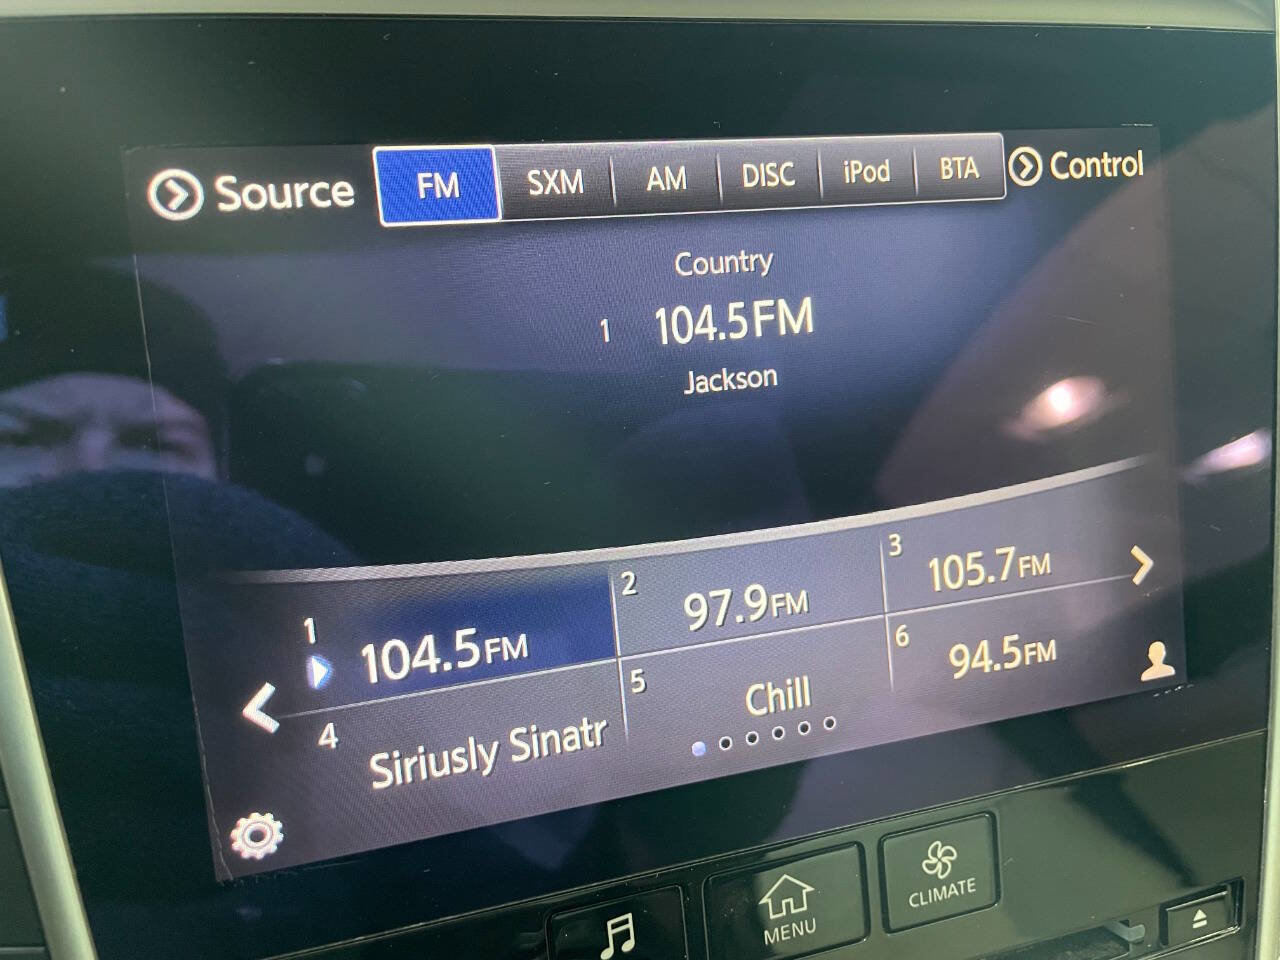 Source FM SXM AM DISC iPod BTA Control
Country
1 104.5FM
Jackson
1 104.5FM 2 97.9FM 3 105.7FM
4 Siriusly Sinatr 5 Chill 6 94.5FM
MENU CLIMATE